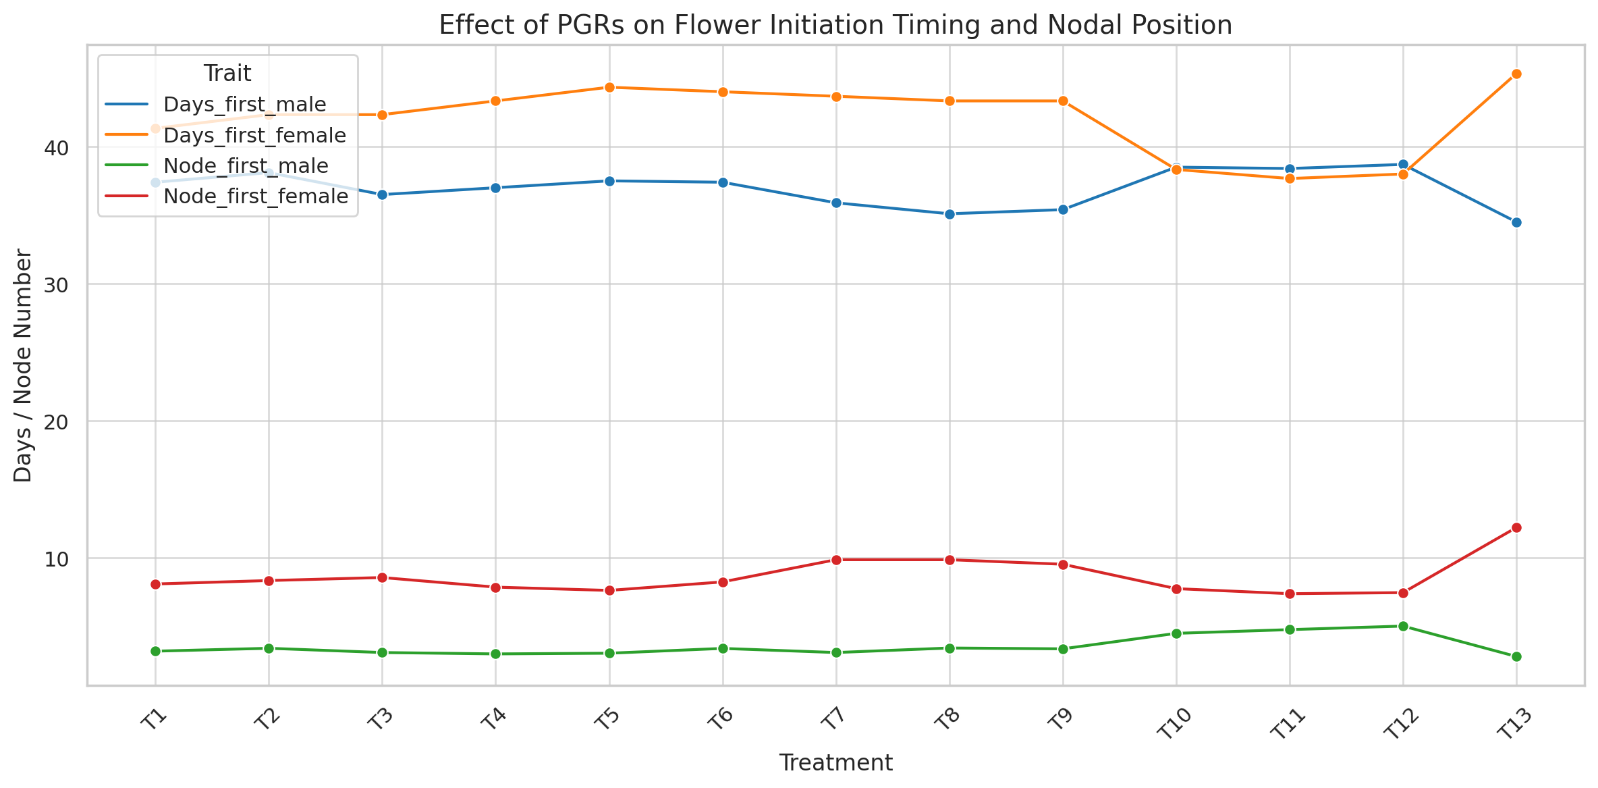 Effect of PGRs on Flower Initiation Timing and Nodal Position
Trait
Days_first_male
Days_first_female
Node_first_male
Node_first_female
Days / Node Number
40
30
20
10
T1 T2 T3 T4 T5 T6 T7 T8 T9 T10 T11 T12 T13
Treatment